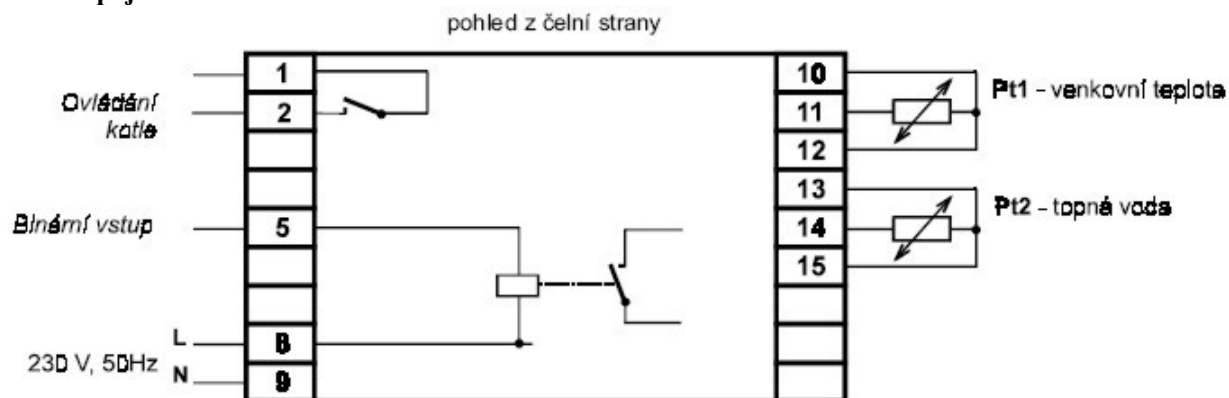 pohled z čelní strany
1
Ovládání
kotle
2
Binární vstup
5
L
8
230 V, 50Hz
N
9
10
Pt1 - venkovní teplota
11
12
13
Pt2 - topná voda
14
15